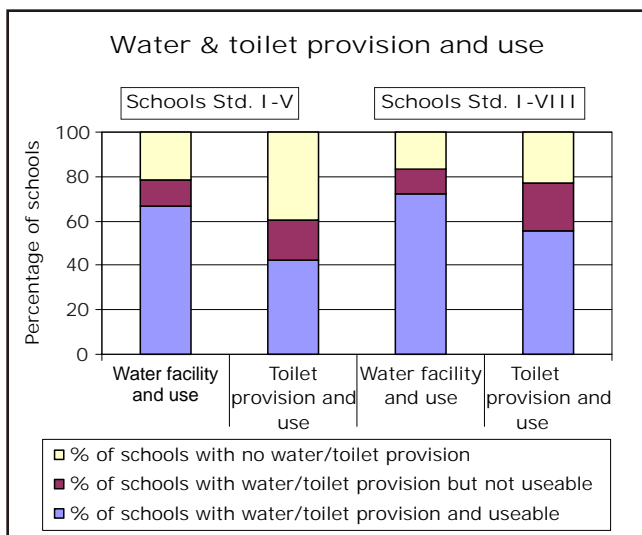 Water & toilet provision and use
Schools Std. I-V
Schools Std. I-VIII
Percentage of schools
100
80
60
40
20
0
Water facility
and use
Toilet
provision and
use
Water facility
and use
Toilet
provision and
use
% of schools with no water/toilet provision
% of schools with water/toilet provision but not useable
% of schools with water/toilet provision and useable